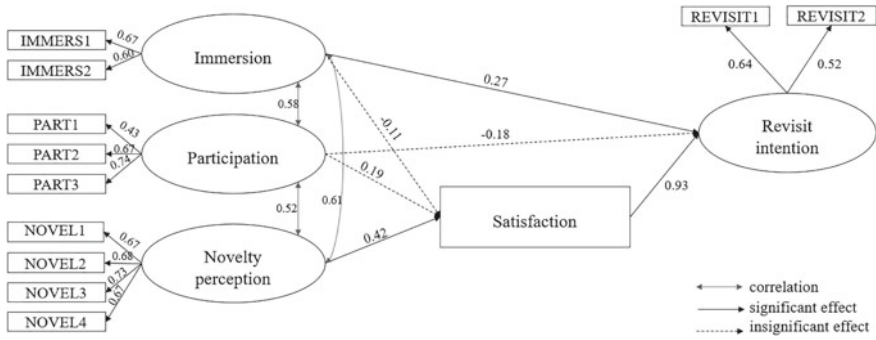 REVISIT1
REVISIT2
IMMERS1
IMMERS2
0.67
0.60
Immersion
0.64
0.52
0.27
0.58
-0.11
PART1
PART2
PART3
0.43
0.67
0.74
Participation
-0.18
0.19
Revisit
intention
0.52
0.61
0.93
Satisfaction
NOVEL1
NOVEL2
NOVEL3
NOVEL4
0.67
0.68
0.73
0.67
Novelty
perception
0.42
correlation
significant effect
insignificant effect